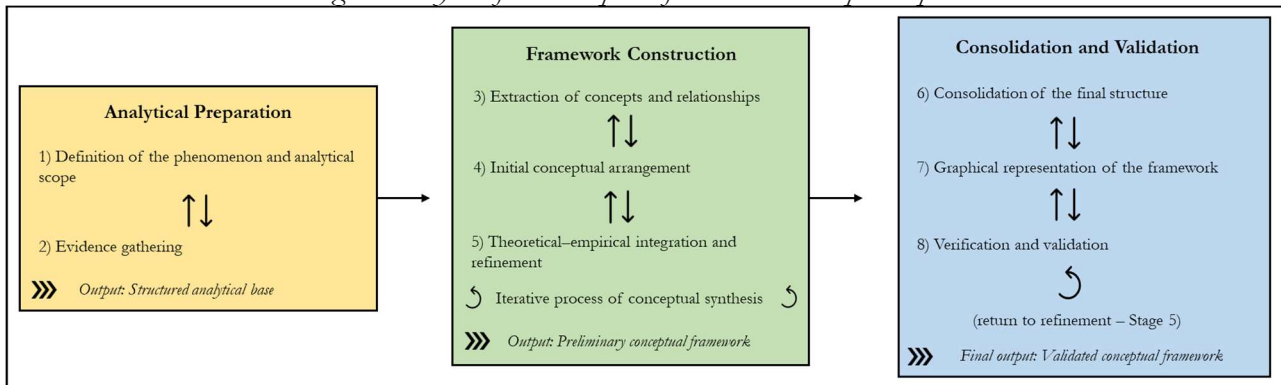 Analytical Preparation
1) Definition of the phenomenon and analytical
scope
2) Evidence gathering
Output: Structured analytical base
Framework Construction
3) Extraction of concepts and relationships
4) Initial conceptual arrangement
5) Theoretical–empirical integration and
refinement
Iterative process of conceptual synthesis
Output: Preliminary conceptual framework
Consolidation and Validation
6) Consolidation of the final structure
7) Graphical representation of the framework
8) Verification and validation
(return to refinement – Stage 5)
Final output: Validated conceptual framework